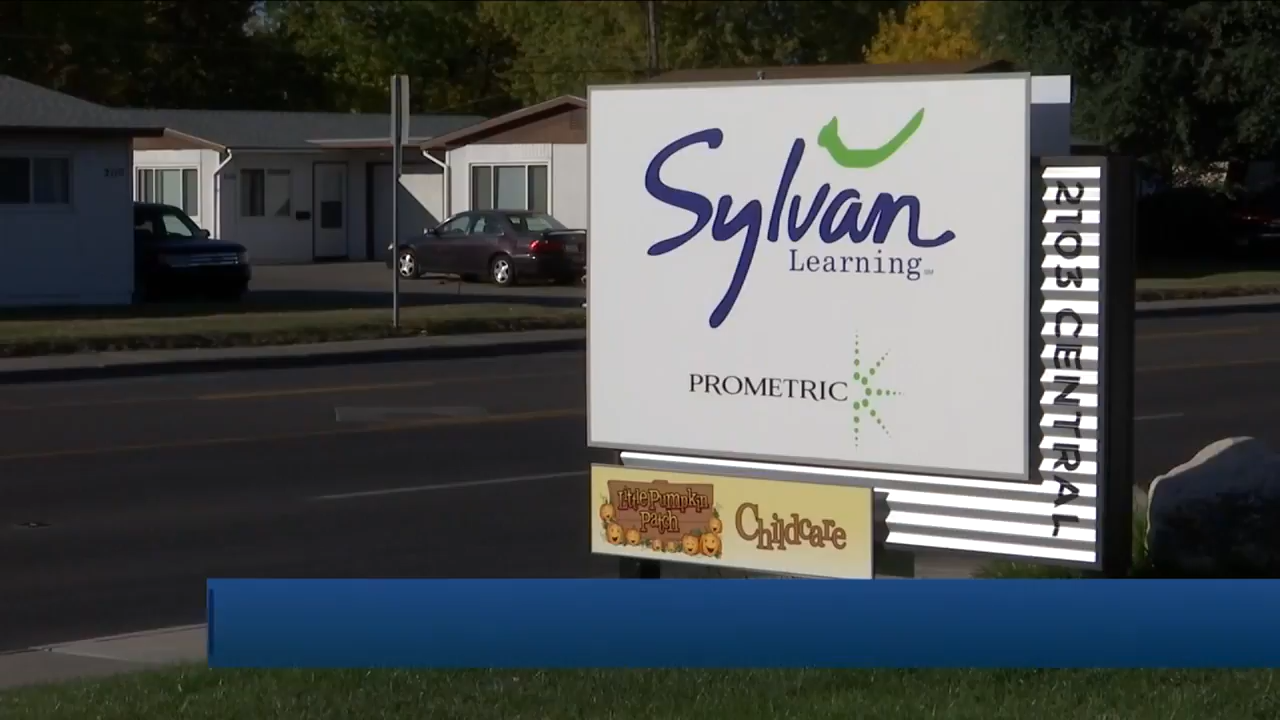 Sylvan
Learning
PROMETRIC
2103 CENTRAL
Little Pumpkin
Patch
Childcare